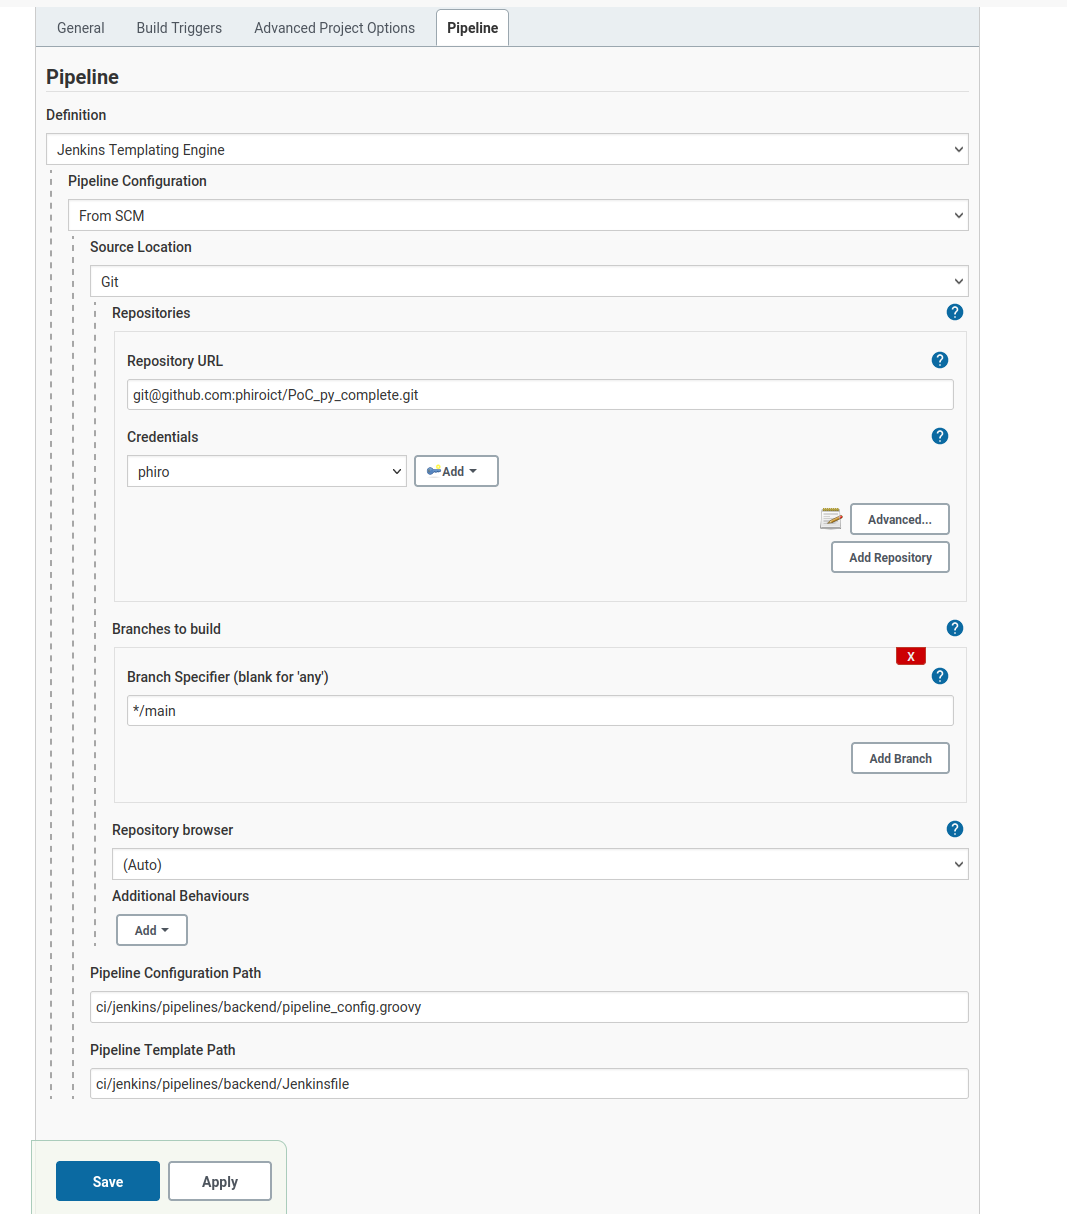 General Build Triggers Advanced Project Options Pipeline
Pipeline
Definition
Jenkins Templating Engine
Pipeline Configuration
From SCM
Source Location
Git
Repositories ?
Repository URL ?
git@github.com:phiroict/PoC_py_complete.git
Credentials ?
phiro Add
Advanced...
Add Repository
Branches to build ?
X
Branch Specifier (blank for 'any') ?
*/main
Add Branch
Repository browser ?
(Auto)
Additional Behaviours
Add
Pipeline Configuration Path
ci/jenkins/pipelines/backend/pipeline_config.groovy
Pipeline Template Path
ci/jenkins/pipelines/backend/Jenkinsfile
Save Apply